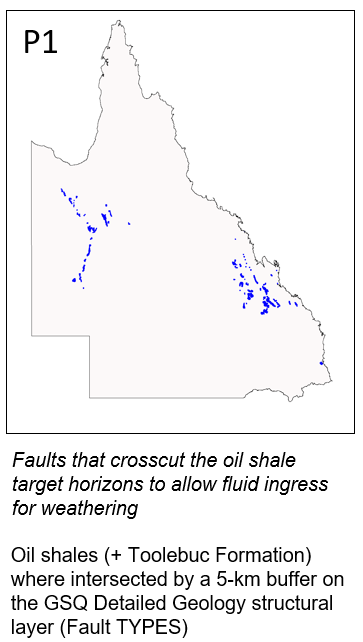 P1
Faults that crosscut the oil shale
target horizons to allow fluid ingress
for weathering
Oil shales (+ Toolebuc Formation)
where intersected by a 5-km buffer on
the GSQ Detailed Geology structural
layer (Fault TYPES)